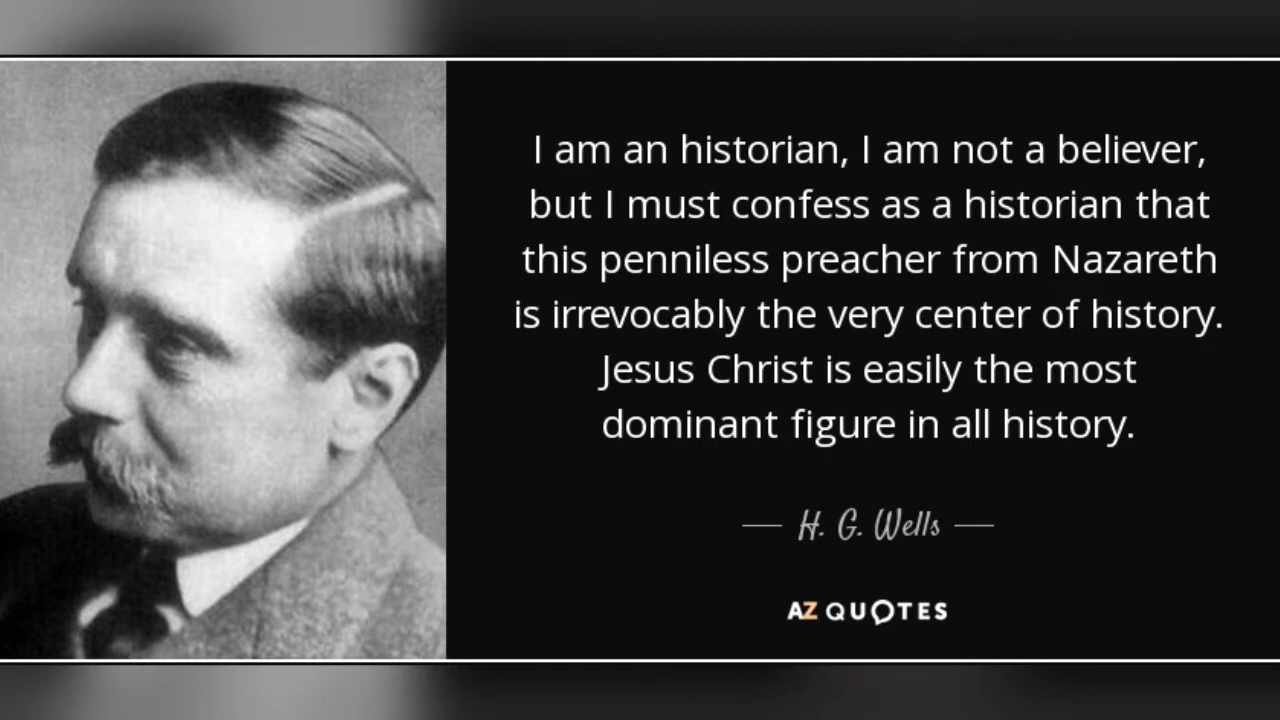 I am an historian, I am not a believer,
but I must confess as a historian that
this penniless preacher from Nazareth
is irrevocably the very center of history.
Jesus Christ is easily the most
dominant figure in all history.
— H. G. Wells —
AZ QUOTES